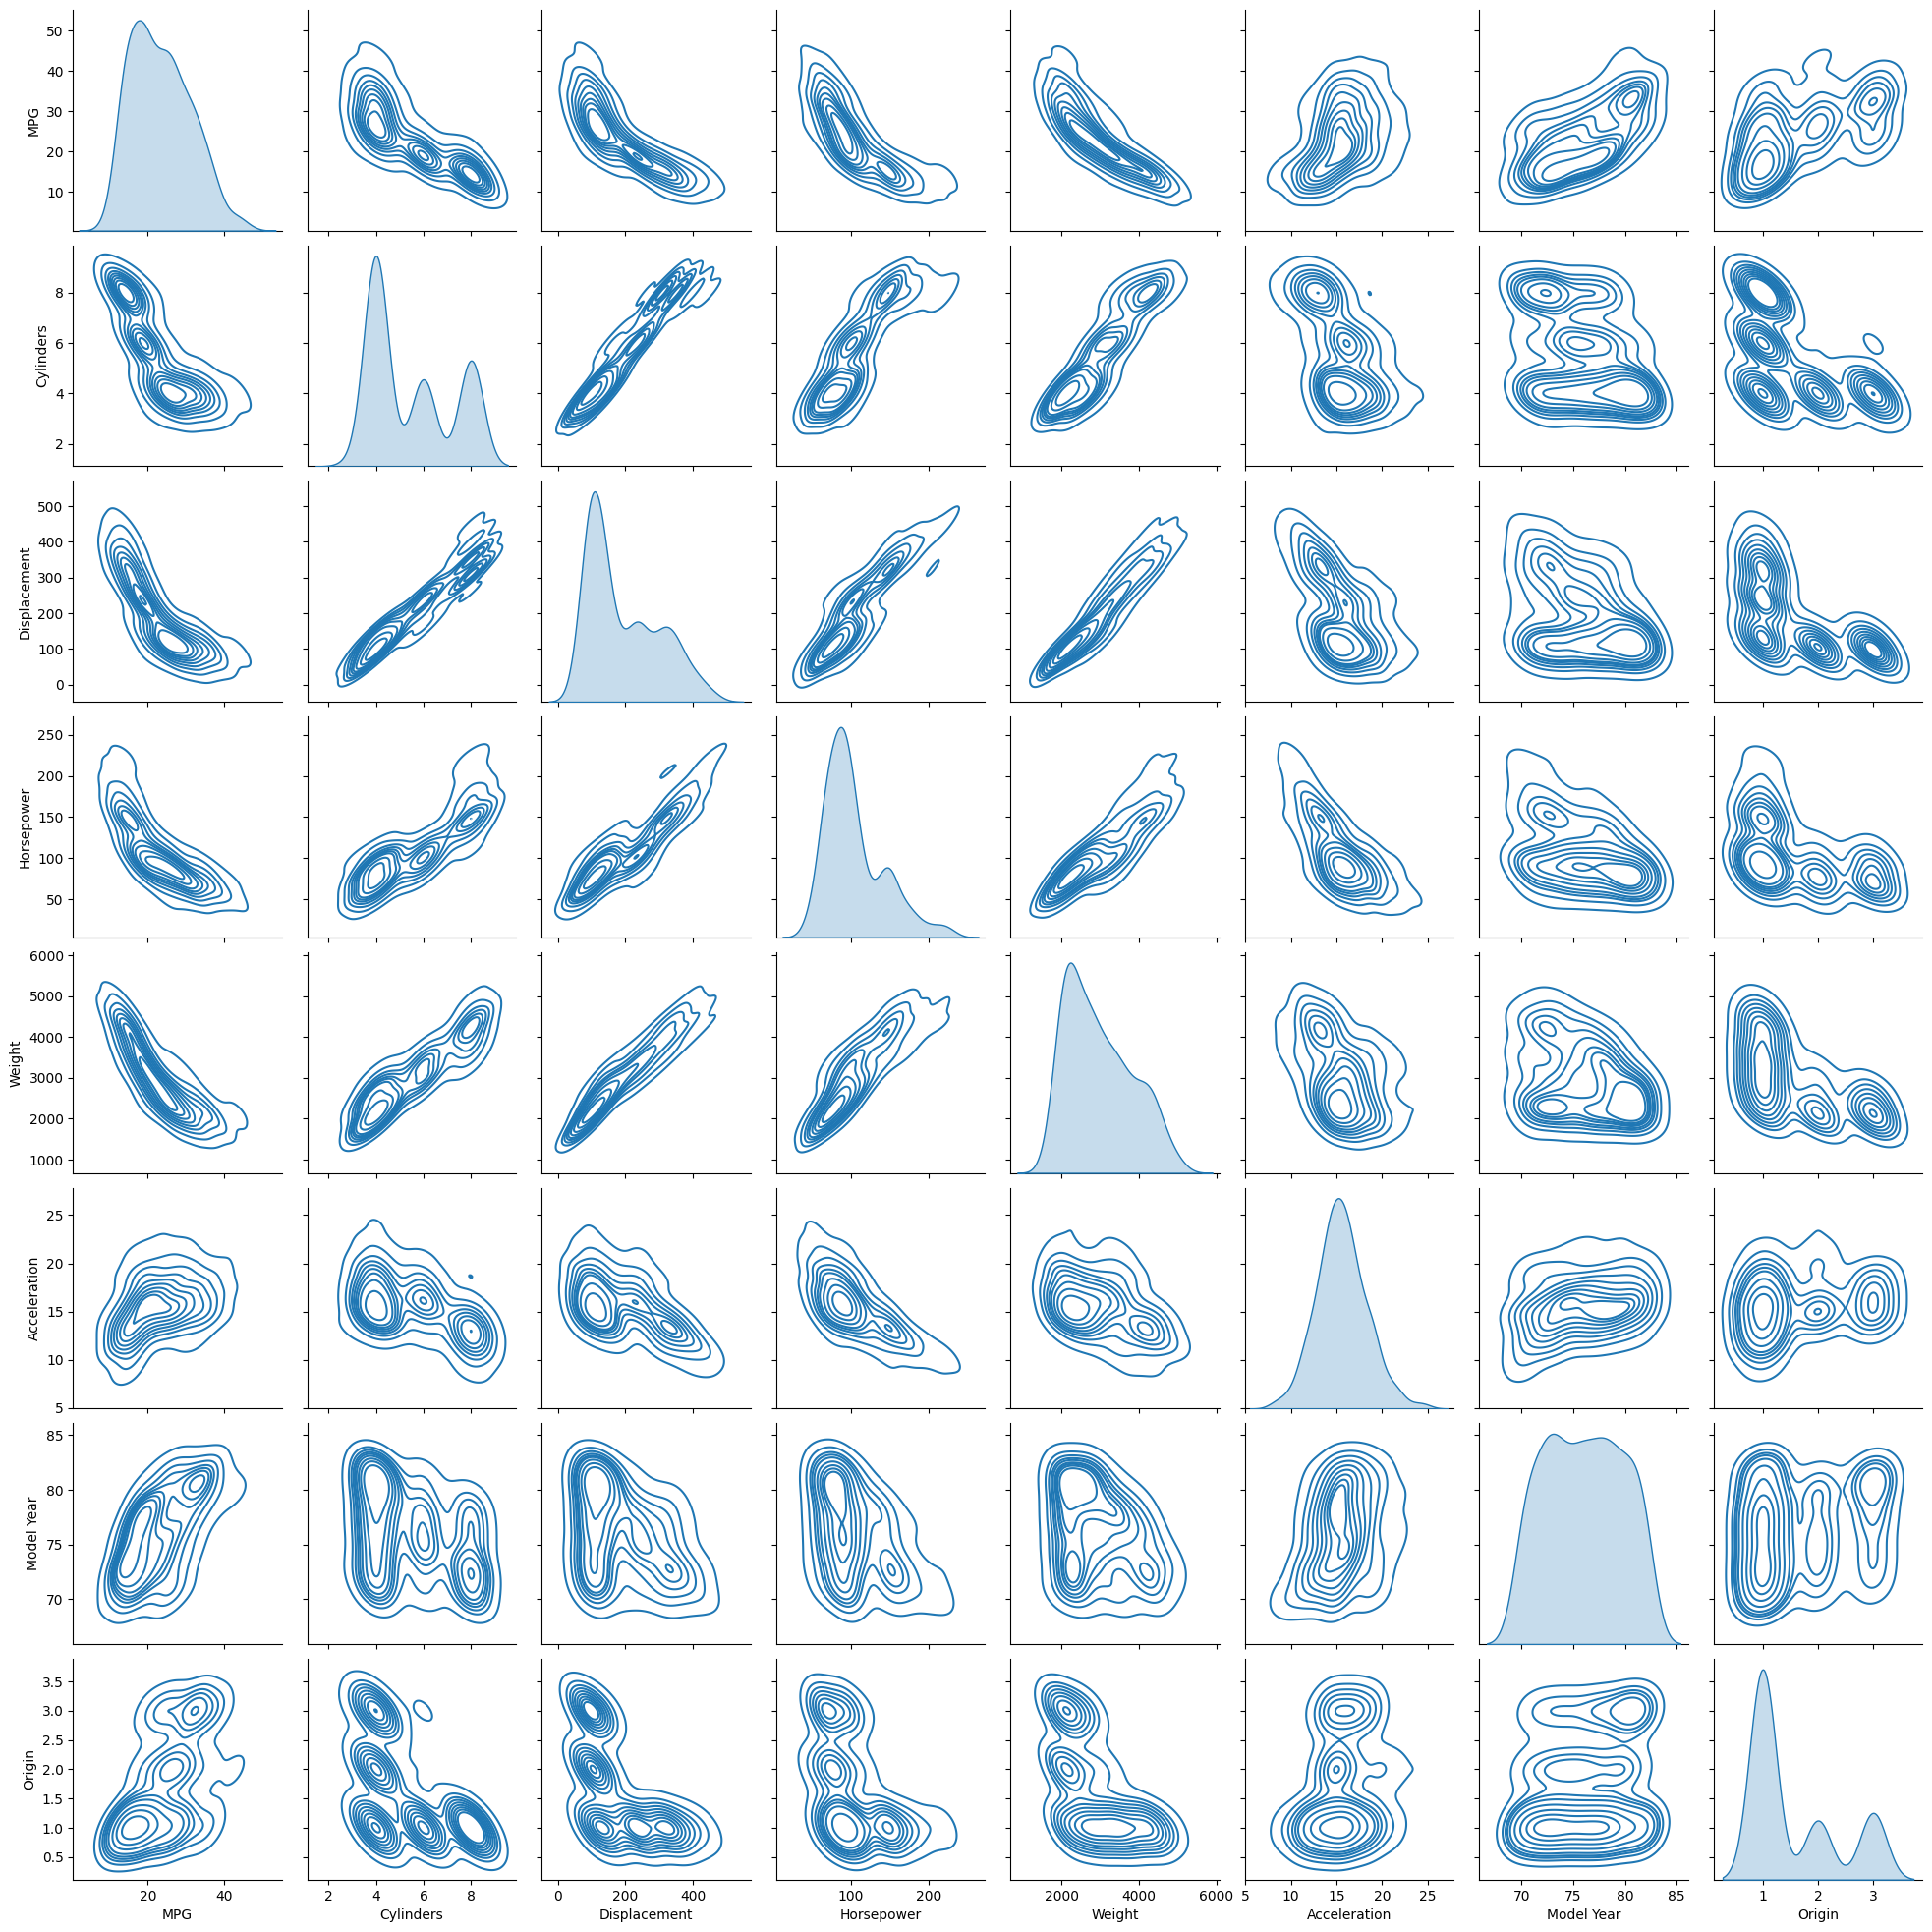 50
40
30
20
10
MPG
8
6
4
2
Cylinders
500
400
300
200
100
0
Displacement
250
200
150
100
50
Horsepower
6000
5000
4000
3000
2000
1000
Weight
25
20
15
10
5
Acceleration
85
80
75
70
Model Year
3.5
3.0
2.5
2.0
1.5
1.0
0.5
Origin
20 40
2 4 6 8
0 200 400
100 200
2000 4000 6000
5 10 15 20 25
70 75 80 85
1 2 3
MPG Cylinders Displacement Horsepower Weight Acceleration Model Year Origin